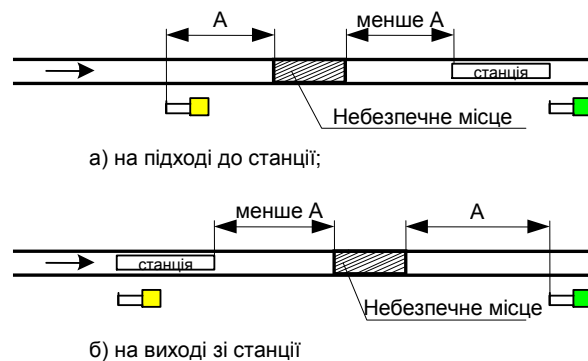 А менше А
станція
Небезпечне місце
а) на підході до станції;
менше А А
станція
Небезпечне місце
б) на виході зі станції